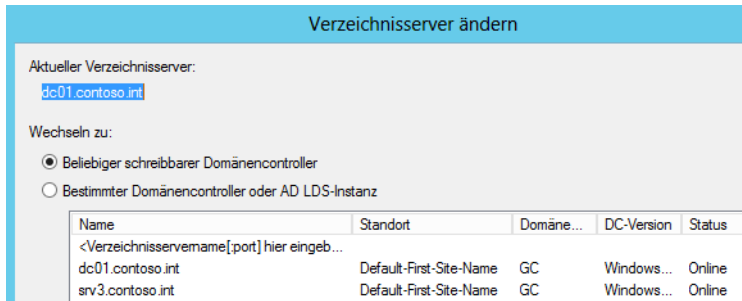 Verzeichnisserver ändern
Aktueller Verzeichnisserver:
dc01.contoso.int
Wechseln zu:
Beliebiger schreibbarer Domänencontroller
Bestimmter Domänencontroller oder AD LDS-Instanz
Name Standort Domäne... DC-Version Status
<Verzeichnisservername[:port] hier eingeb...
dc01.contoso.int Default-First-Site-Name GC Windows... Online
srv3.contoso.int Default-First-Site-Name GC Windows... Online